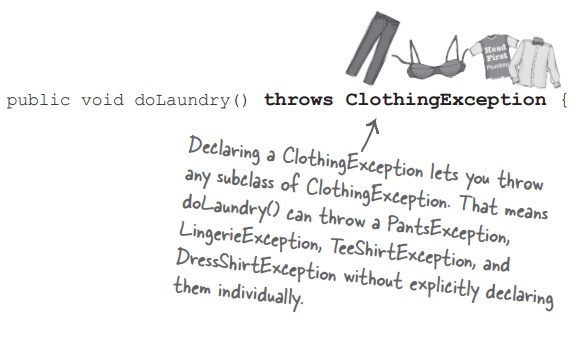 Head
First
Plumbing
public void doLaundry() throws ClothingException {
Declaring a ClothingException lets you throw
any subclass of ClothingException. That means
doLaundry() can throw a PantsException,
LingerieException, TeeShirtException, and
DressShirtException without explicitly declaring
them individually.